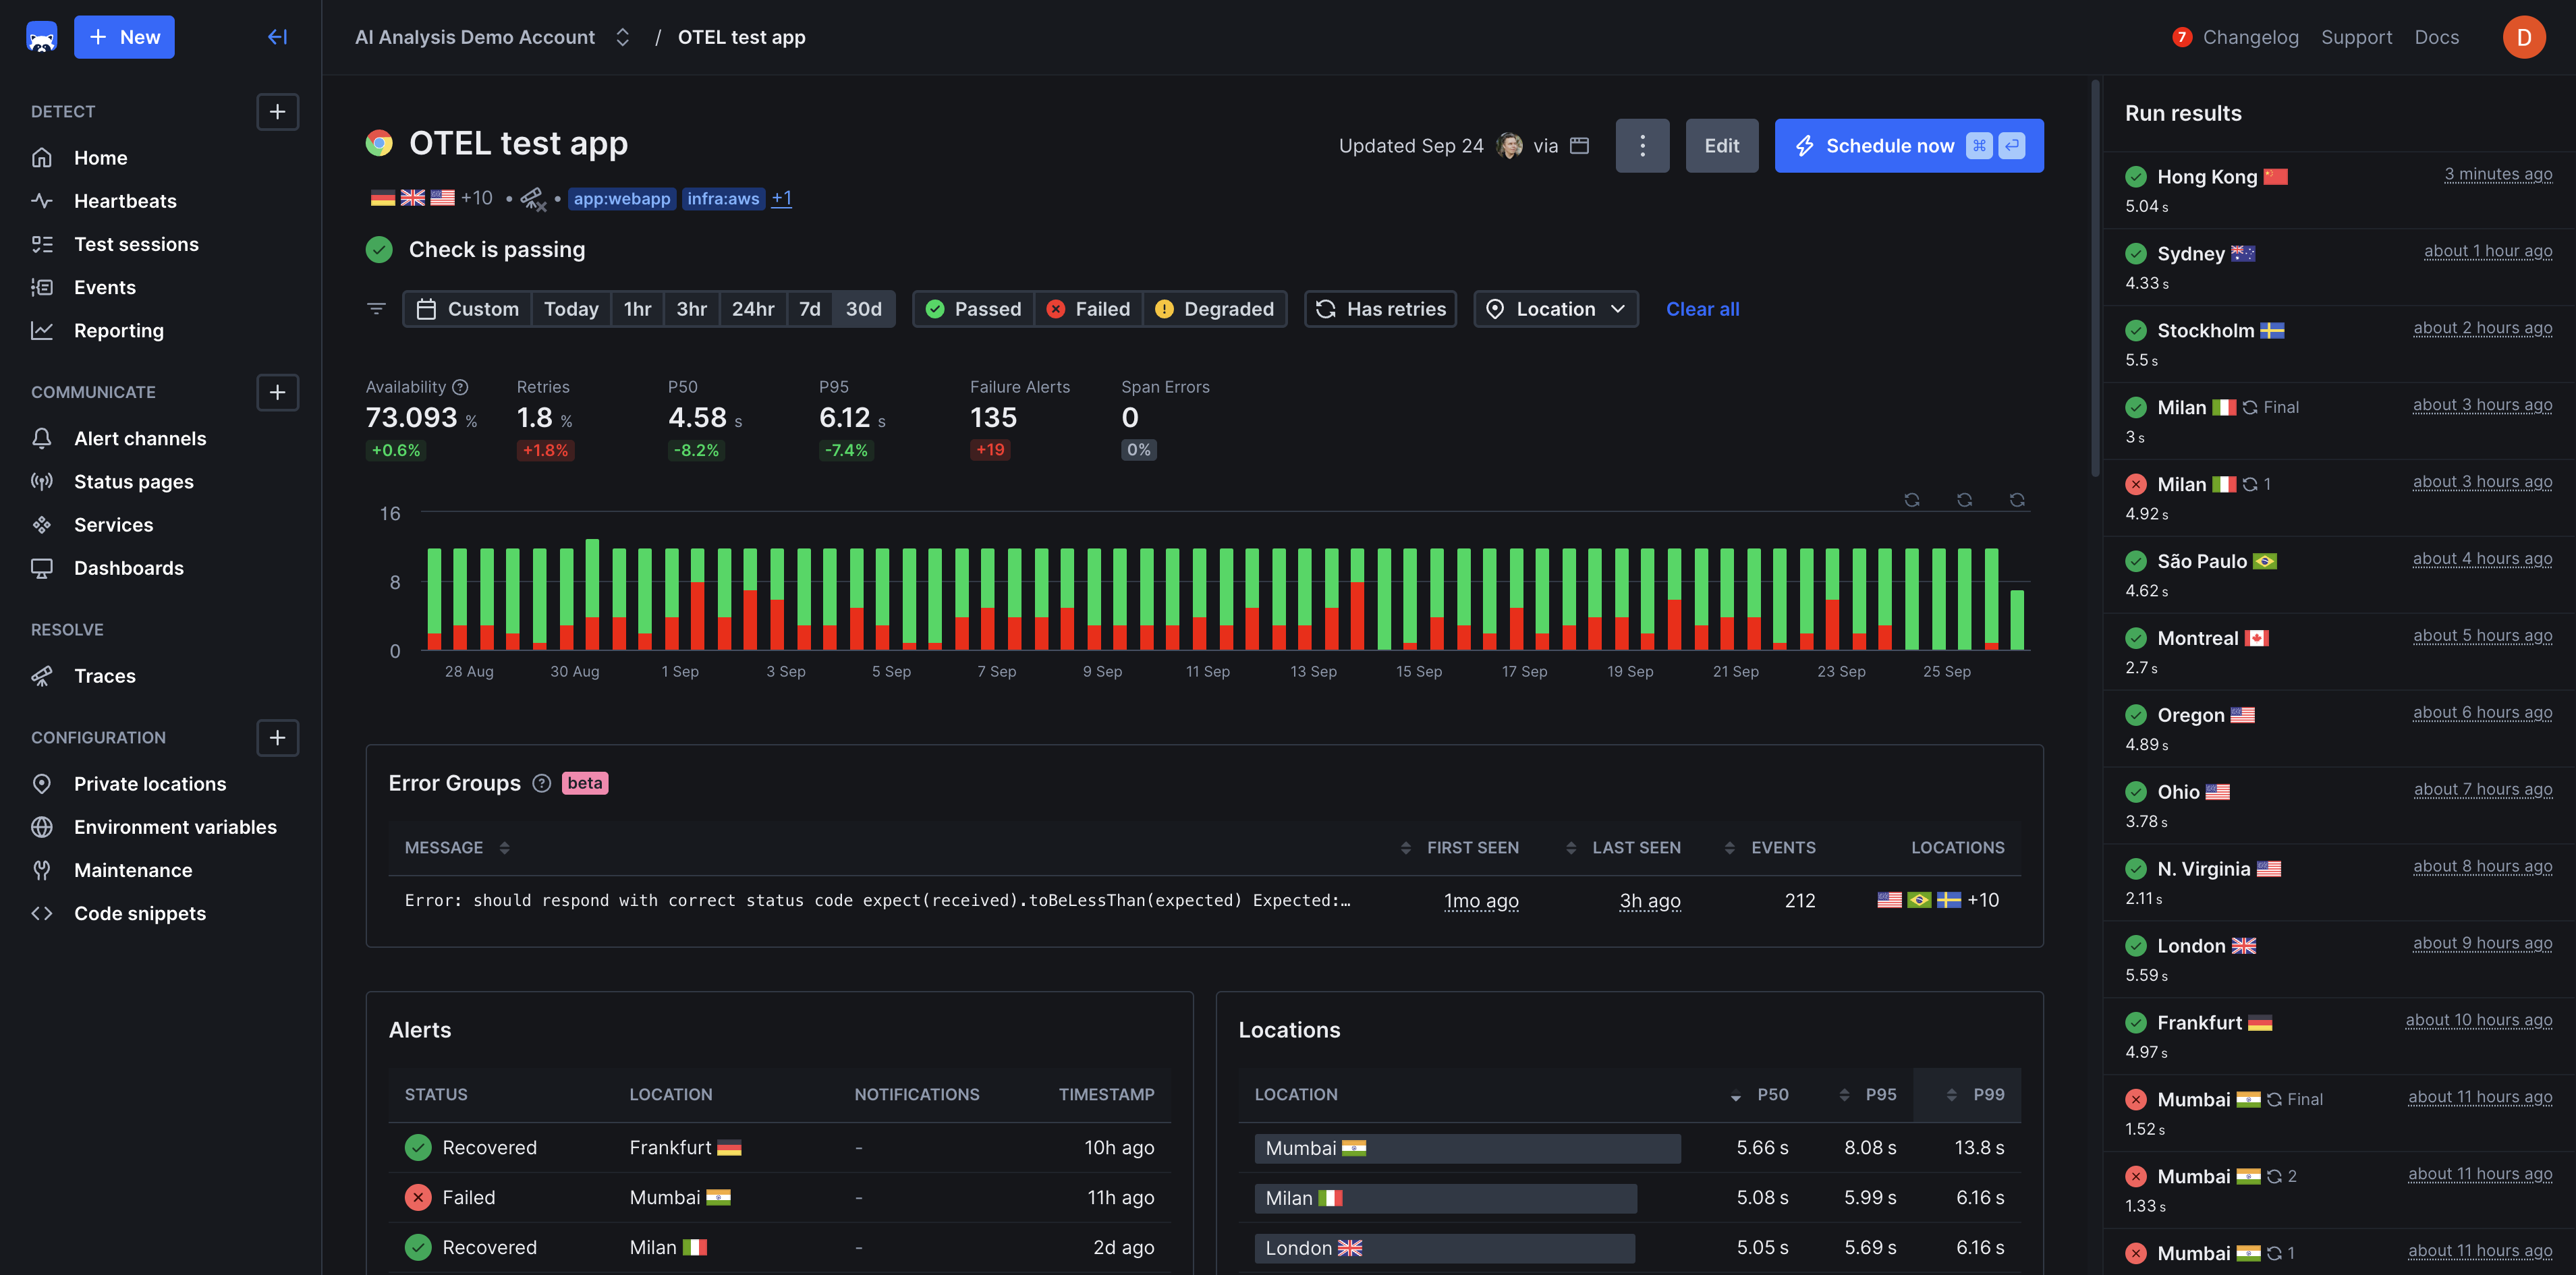 New
AI Analysis Demo Account / OTEL test app
7 Changelog Support Docs D
DETECT
Home
Heartbeats
Test sessions
Events
Reporting
COMMUNICATE
Alert channels
Status pages
Services
Dashboards
RESOLVE
Traces
CONFIGURATION
Private locations
Environment variables
Maintenance
Code snippets
OTEL test app
Updated Sep 24 via
Edit
Schedule now
+10 • • app:webapp infra:aws +1
Check is passing
Custom Today 1hr 3hr 24hr 7d 30d Passed Failed Degraded Has retries Location Clear all
Availability Retries P50 P95 Failure Alerts Span Errors
73.093 % 1.8 % 4.58 s 6.12 s 135 0
+0.6% +1.8% -8.2% -7.4% +19 0%
16
8
0
28 Aug 30 Aug 1 Sep 3 Sep 5 Sep 7 Sep 9 Sep 11 Sep 13 Sep 15 Sep 17 Sep 19 Sep 21 Sep 23 Sep 25 Sep
Error Groups beta
MESSAGE FIRST SEEN LAST SEEN EVENTS LOCATIONS
Error: should respond with correct status code expect(received).toBeLessThan(expected) Expected:… 1mo ago 3h ago 212 +10
Alerts
STATUS LOCATION NOTIFICATIONS TIMESTAMP
Recovered Frankfurt - 10h ago
Failed Mumbai - 11h ago
Recovered Milan - 2d ago
Locations
LOCATION P50 P95 P99
Mumbai 5.66 s 8.08 s 13.8 s
Milan 5.08 s 5.99 s 6.16 s
London 5.05 s 5.69 s 6.16 s
Run results
Hong Kong 3 minutes ago
5.04 s
Sydney about 1 hour ago
4.33 s
Stockholm about 2 hours ago
5.5 s
Milan Final about 3 hours ago
3 s
Milan 1 about 3 hours ago
4.92 s
São Paulo about 4 hours ago
4.62 s
Montreal about 5 hours ago
2.7 s
Oregon about 6 hours ago
4.89 s
Ohio about 7 hours ago
3.78 s
N. Virginia about 8 hours ago
2.11 s
London about 9 hours ago
5.59 s
Frankfurt about 10 hours ago
4.97 s
Mumbai Final about 11 hours ago
1.52 s
Mumbai 2 about 11 hours ago
1.33 s
Mumbai 1 about 11 hours ago